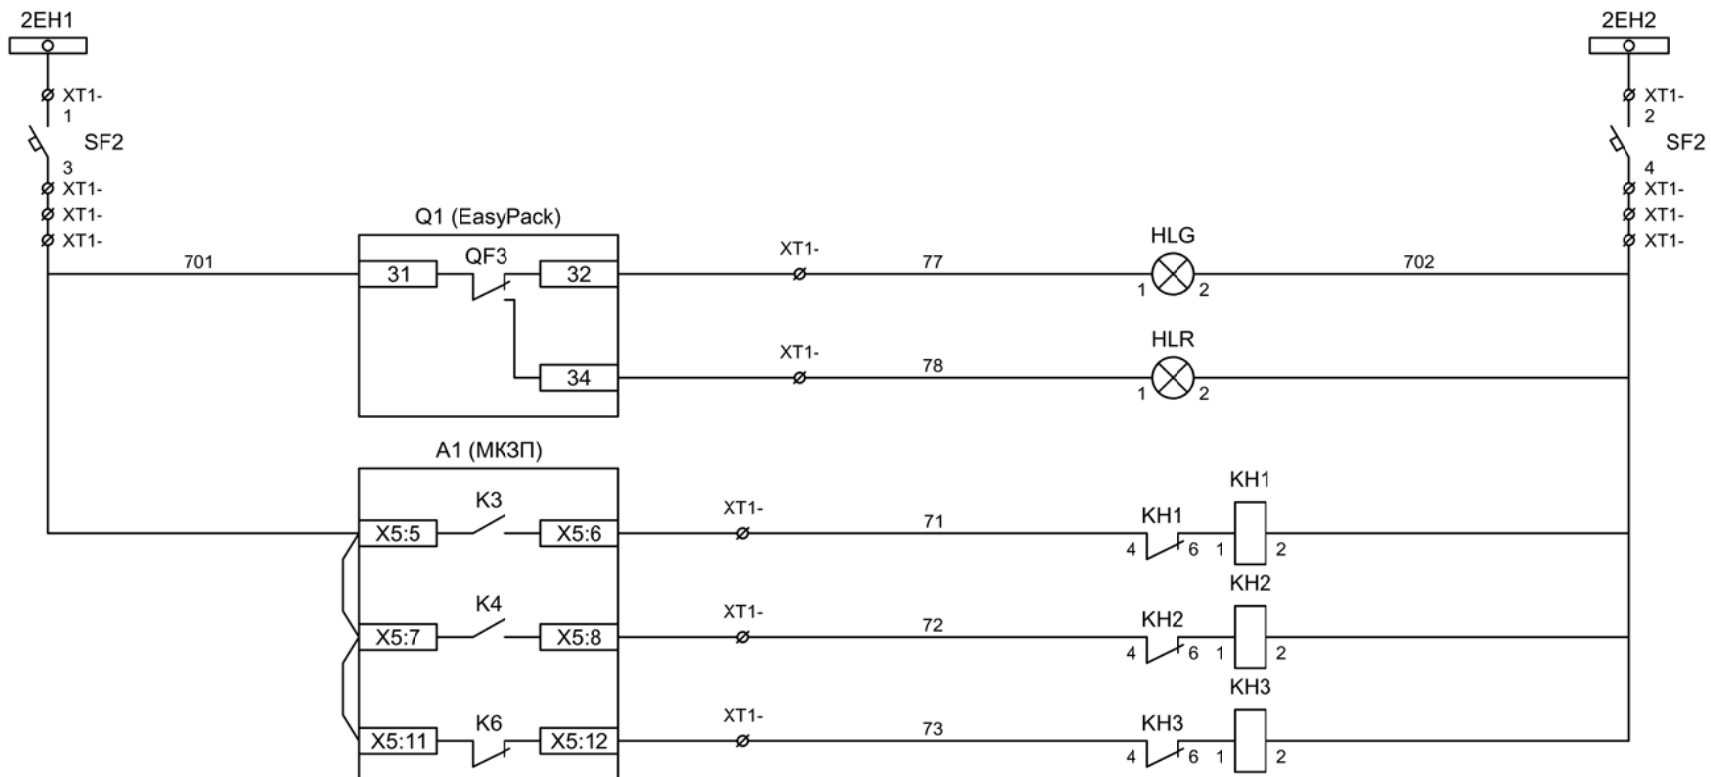 2EH1
2EH2
XT1-
XT1-
1
2
SF2
SF2
3
4
XT1-
XT1-
XT1-
XT1-
XT1-
XT1-
Q1 (EasyPack)
701
31
QF3
32
XT1-
77
HLG
1
2
702
34
XT1-
78
HLR
1
2
A1 (МКЗП)
X5:5
K3
X5:6
XT1-
71
KH1
4
6
KH1
1
2
X5:7
K4
X5:8
XT1-
72
KH2
4
6
KH2
1
2
X5:11
K6
X5:12
XT1-
73
KH3
4
6
KH3
1
2